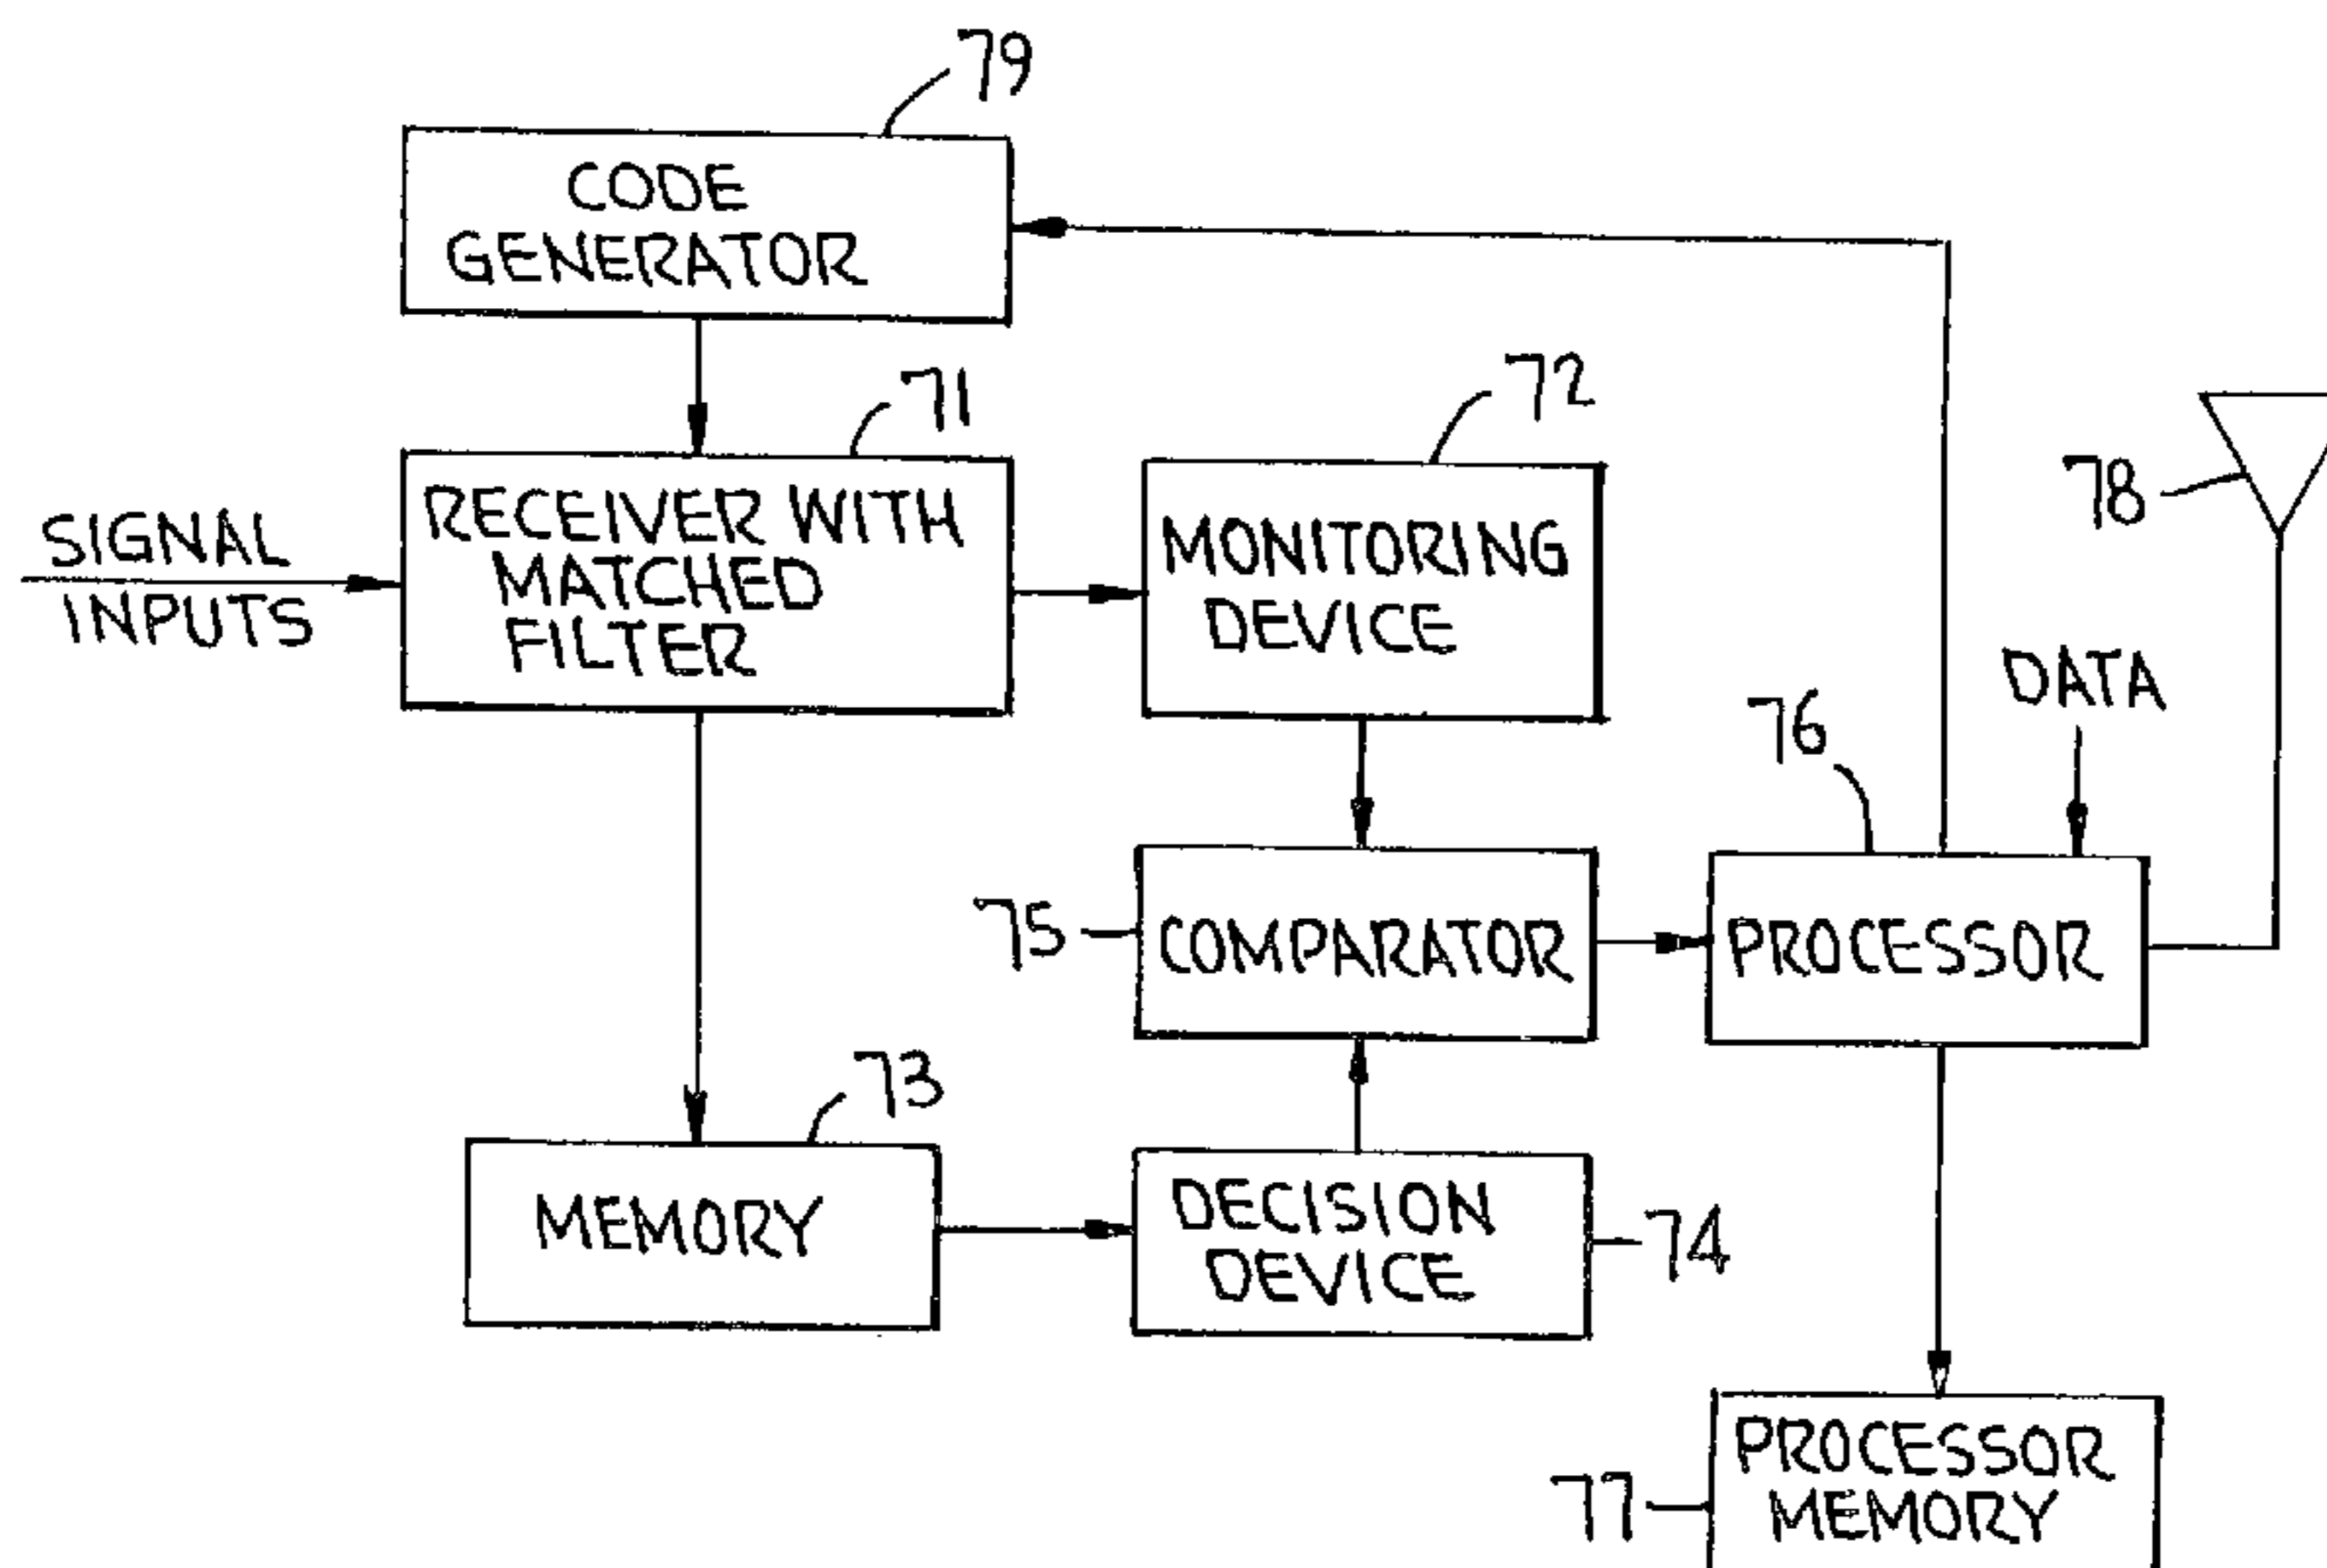 79
CODE
GENERATOR
71
72
RECEIVER WITH
MATCHED
FILTER
SIGNAL
INPUTS
MONITORING
DEVICE
78
DATA
76
75
COMPARATOR
PROCESSOR
73
MEMORY
DECISION
DEVICE
74
PROCESSOR
MEMORY
77